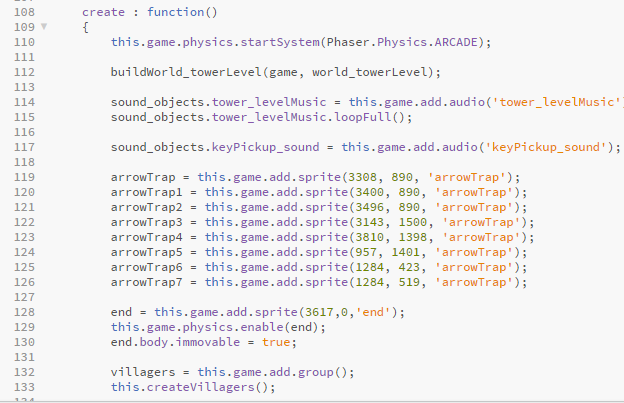 108 create : function()
109 {
110 this.game.physics.startSystem(Phaser.Physics.ARCADE);
111
112 buildWorld_towerLevel(game, world_towerLevel);
113
114 sound_objects.tower_levelMusic = this.game.add.audio('tower_levelMusic')
115 sound_objects.tower_levelMusic.loopFull();
116
117 sound_objects.keyPickup_sound = this.game.add.audio('keyPickup_sound');
118
119 arrowTrap = this.game.add.sprite(3308, 890, 'arrowTrap');
120 arrowTrap1 = this.game.add.sprite(3400, 890, 'arrowTrap');
121 arrowTrap2 = this.game.add.sprite(3496, 890, 'arrowTrap');
122 arrowTrap3 = this.game.add.sprite(3143, 1500, 'arrowTrap');
123 arrowTrap4 = this.game.add.sprite(3810, 1398, 'arrowTrap');
124 arrowTrap5 = this.game.add.sprite(957, 1401, 'arrowTrap');
125 arrowTrap6 = this.game.add.sprite(1284, 423, 'arrowTrap');
126 arrowTrap7 = this.game.add.sprite(1284, 519, 'arrowTrap');
127
128 end = this.game.add.sprite(3617,0,'end');
129 this.game.physics.enable(end);
130 end.body.immovable = true;
131
132 villagers = this.game.add.group();
133 this.createVillagers();